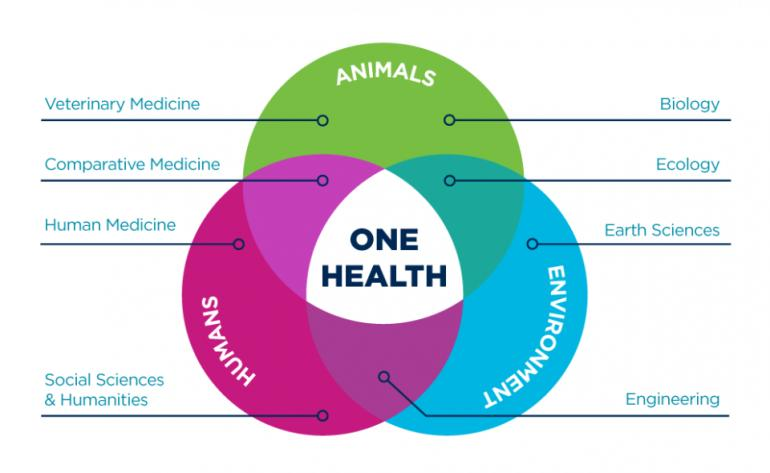 ANIMALS
Veterinary Medicine
Biology
Comparative Medicine
Ecology
Human Medicine
Earth Sciences
ONE
HEALTH
HUMANS
ENVIRONMENT
Social Sciences
& Humanities
Engineering